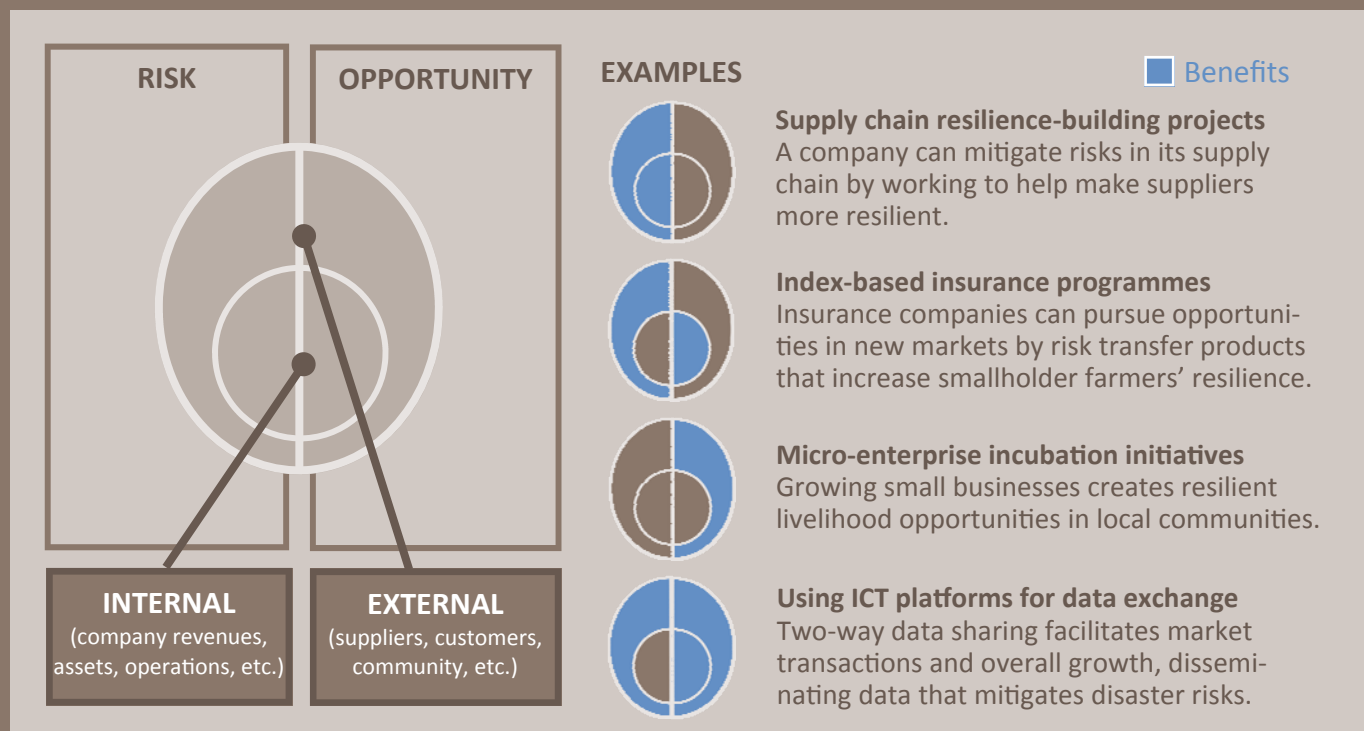 RISK
OPPORTUNITY
INTERNAL
(company revenues,
assets, operations, etc.)
EXTERNAL
(suppliers, customers,
community, etc.)
EXAMPLES
Benefits
Supply chain resilience-building projects
A company can mitigate risks in its supply
chain by working to help make suppliers
more resilient.
Index-based insurance programmes
Insurance companies can pursue opportuni-
ties in new markets by risk transfer products
that increase smallholder farmers’ resilience.
Micro-enterprise incubation initiatives
Growing small businesses creates resilient
livelihood opportunities in local communities.
Using ICT platforms for data exchange
Two-way data sharing facilitates market
transactions and overall growth, dissemi-
nating data that mitigates disaster risks.